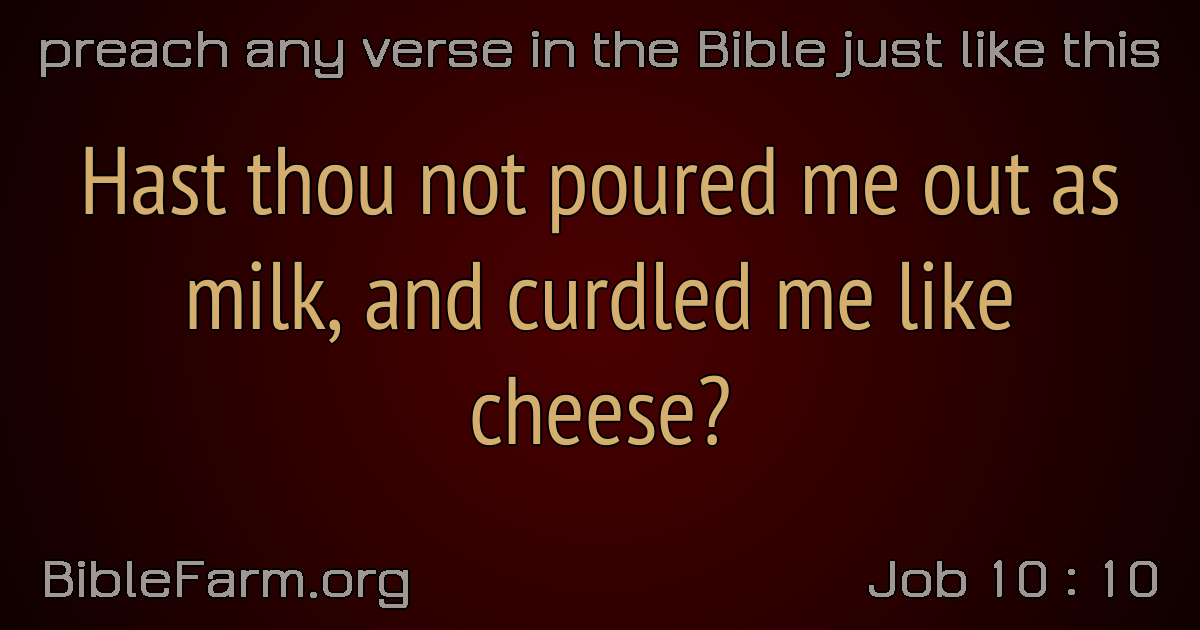 preach any verse in the Bible just like this
Hast thou not poured me out as
milk, and curdled me like
cheese?
BibleFarm.org
Job 10 : 10